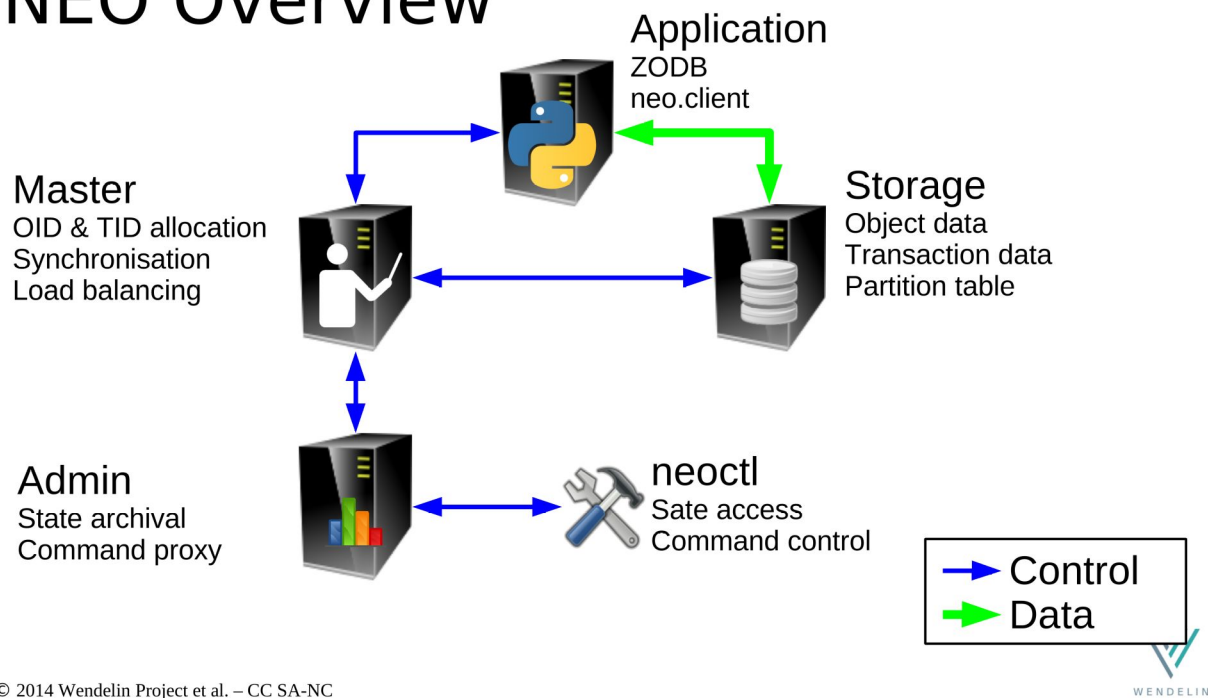 NEO Overview
Application
ZODB
neo.client
Master
OID & TID allocation
Synchronisation
Load balancing
Storage
Object data
Transaction data
Partition table
Admin
State archival
Command proxy
neoctl
Sate access
Command control
Control
Data
© 2014 Wendelin Project et al. – CC SA-NC
WENDELIN